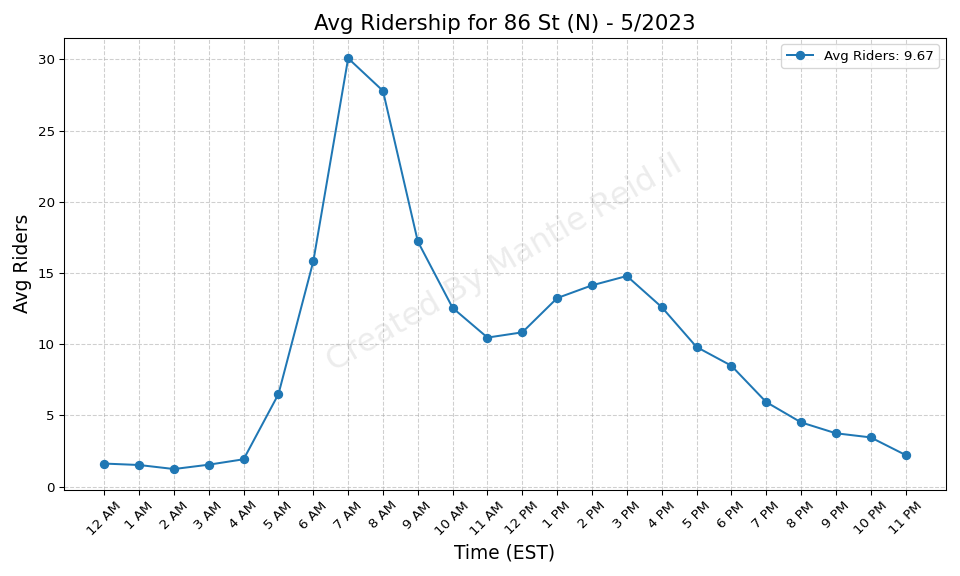 Avg Ridership for 86 St (N) - 5/2023
Avg Riders: 9.67
30
25
20
15
10
5
0
Avg Riders
Created By Mantie Reid II
12 AM
1 AM
2 AM
3 AM
4 AM
5 AM
6 AM
7 AM
8 AM
9 AM
10 AM
11 AM
12 PM
1 PM
2 PM
3 PM
4 PM
5 PM
6 PM
7 PM
8 PM
9 PM
10 PM
11 PM
Time (EST)